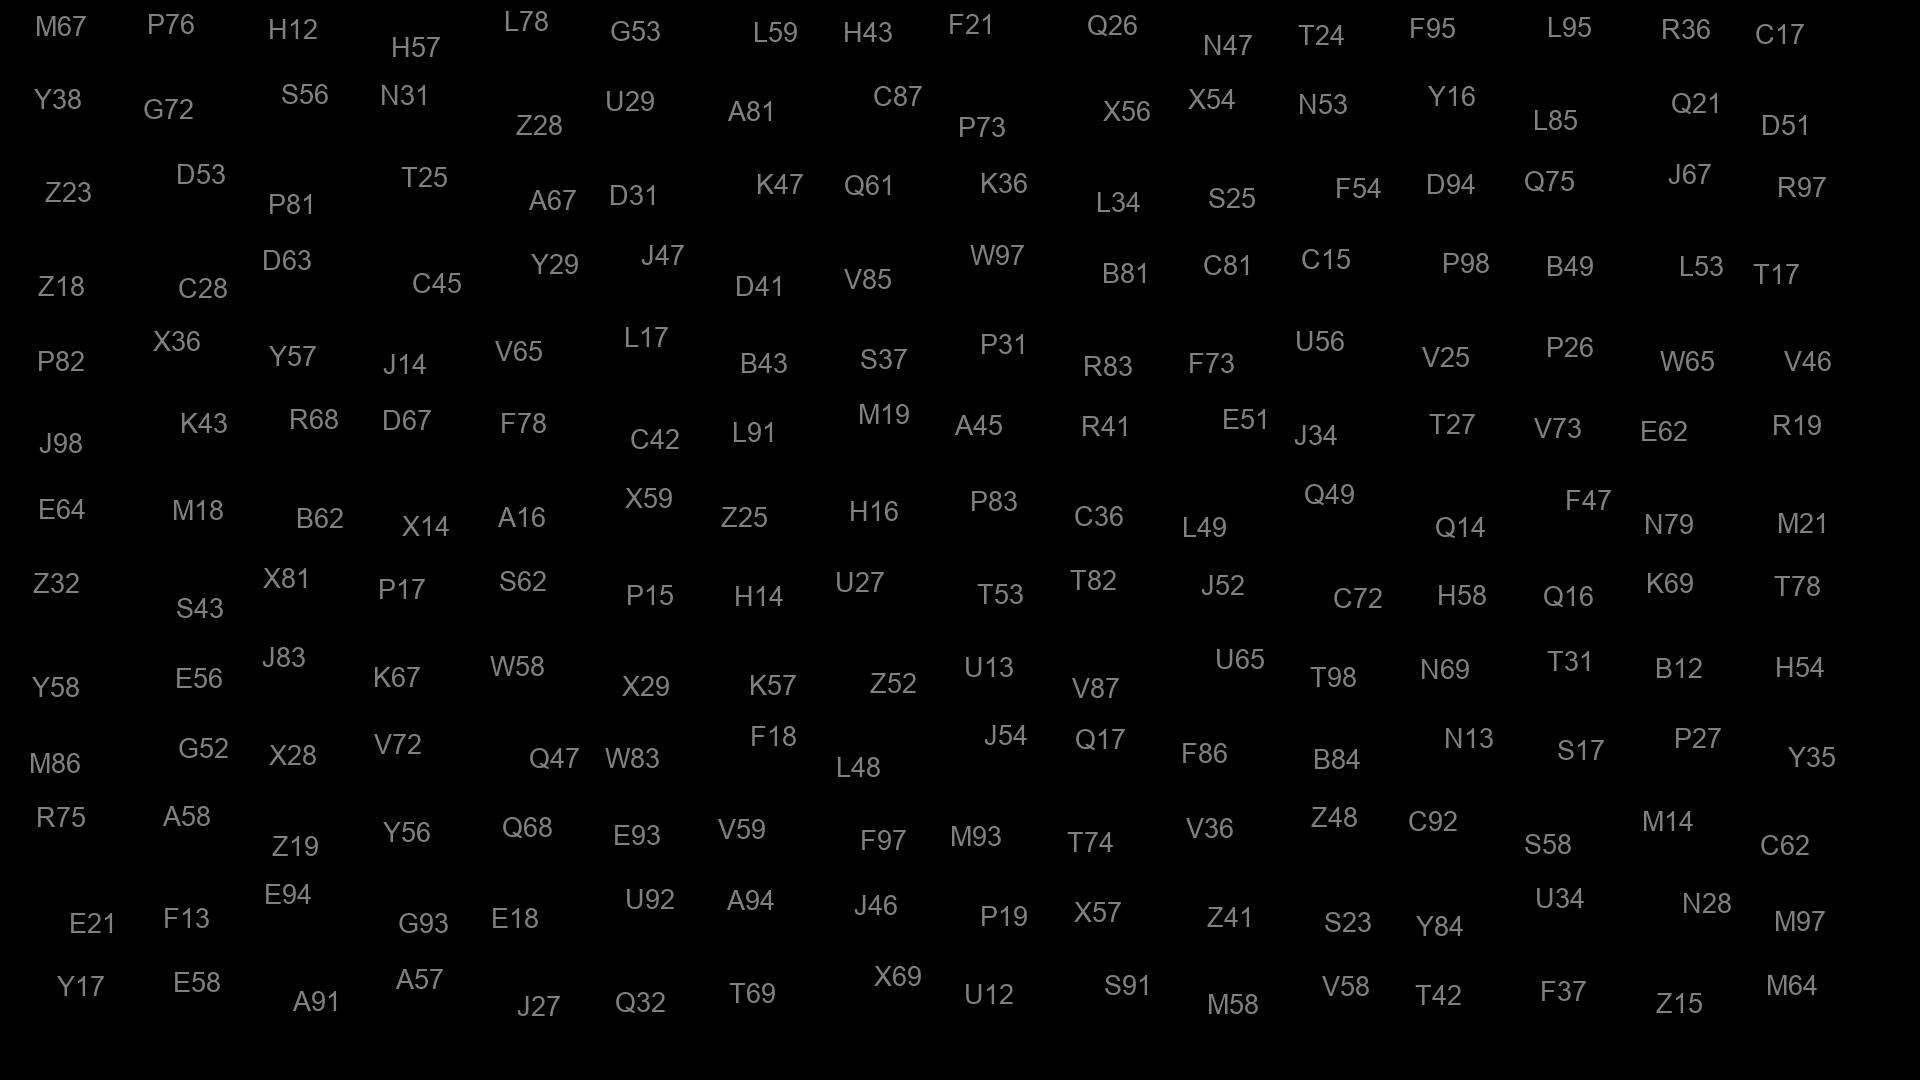 M67 P76 H12 H57 L78 G53 L59 H43 F21 Q26 N47 T24 F95 L95 R36 C17
Y38 G72 S56 N31 Z28 U29 A81 C87 P73 X56 X54 N53 Y16 L85 Q21 D51
Z23 D53 P81 T25 A67 D31 K47 Q61 K36 L34 S25 F54 D94 Q75 J67 R97
Z18 C28 D63 C45 Y29 J47 D41 V85 W97 B81 C81 C15 P98 B49 L53 T17
P82 X36 Y57 J14 V65 L17 B43 S37 P31 R83 F73 U56 V25 P26 W65 V46
J98 K43 R68 D67 F78 C42 L91 M19 A45 R41 E51 J34 T27 V73 E62 R19
E64 M18 B62 X14 A16 X59 Z25 H16 P83 C36 L49 Q49 Q14 F47 N79 M21
Z32 S43 X81 P17 S62 P15 H14 U27 T53 T82 J52 C72 H58 Q16 K69 T78
Y58 E56 J83 K67 W58 X29 K57 Z52 U13 V87 U65 T98 N69 T31 B12 H54
M86 G52 X28 V72 Q47 W83 F18 L48 J54 Q17 F86 B84 N13 S17 P27 Y35
R75 A58 Z19 Y56 Q68 E93 V59 F97 M93 T74 V36 Z48 C92 S58 M14 C62
E21 F13 E94 G93 E18 U92 A94 J46 P19 X57 Z41 S23 Y84 U34 N28 M97
Y17 E58 A91 A57 J27 Q32 T69 X69 U12 S91 M58 V58 T42 F37 Z15 M64